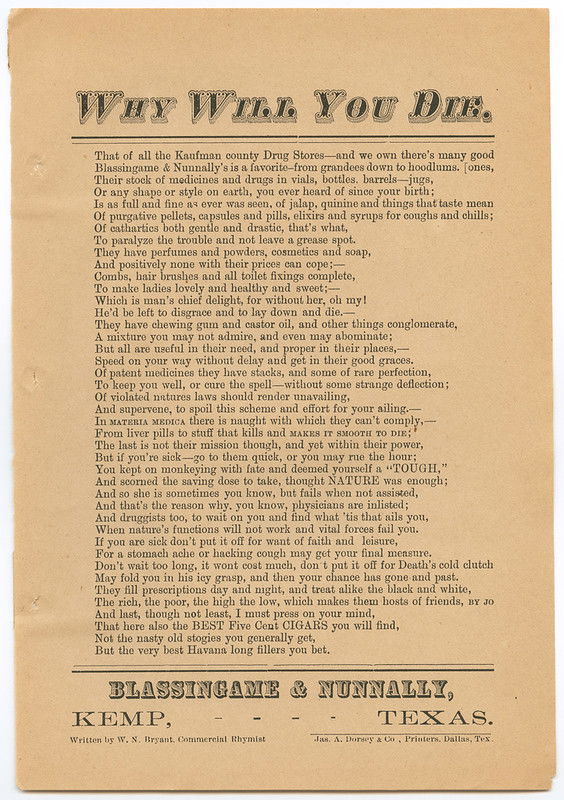 WHY WILL YOU DIE.
That of all the Kaufman county Drug Stores—and we own there's many good
Blassingame & Nunnally's is a favorite-from grandees down to hoodlums. [ones,
Their stock of medicines and drugs in vials, bottles. barrels—jugs,
Or any shape or style on earth, you ever heard of since your birth;
Is as full and fine as ever was seen, of jalap, quinine and things that taste mean
Of purgative pellets, capsules and pills, elixirs and syrups for coughs and chills;
Of cathartics both gentle and drastic, that's what,
To paralyze the trouble and not leave a grease spot.
They have perfumes and powders, cosmetics and soap,
And positively none with their prices can cope;—
Combs, hair brushes and all toilet fixings complete,
To make ladies lovely and healthy and sweet;—
Which is man's chief delight, for without her, oh my!
He'd be left to disgrace and to lay down and die.—
They have chewing gum and castor oil, and other things conglomerate,
A mixture you may not admire, and even may abominate;
But all are useful in their need, and proper in their places,—
Speed on your way without delay and get in their good graces.
Of patent medicines they have stacks, and some of rare perfection,
To keep you well, or cure the spell—without some strange deflection;
Of violated natures laws should render unavailing,
And supervene, to spoil this scheme and effort for your ailing.—
In MATERIA MEDICA there is naught with which they can't comply,—
From liver pills to stuff that kills and MAKES IT SMOOTH TO DIE;'
The last is not their mission though, and yet within their power,
But if you're sick—go to them quick, or you may rue the hour;
You kept on monkeying with fate and deemed yourself a "TOUGH,"
And scorned the saving dose to take, thought NATURE was enough;
And so she is sometimes you know, but fails when not assisted,
And that's the reason why, you know, physicians are inlisted;
And druggists too, to wait on you and find what 'tis that ails you,
When nature's functions will not work and vital forces fail you.
If you are sick don't put it off for want of faith and leisure,
For a stomach ache or hacking cough may get your final measure.
Don't wait too long, it wont cost much, don t put it off for Death's cold clutch
May fold you in his icy grasp, and then your chance has gone and past.
They fill prescriptions day and night, and treat alike the black and white,
The rich, the poor, the high the low, which makes them hosts of friends, BY JO
And last, though not least, I must press on your mind,
That here also the BEST Five Cent CIGARS you will find,
Not the nasty old stogies you generally get,
But the very best Havana long fillers you bet.
BLASSINGAME & NUNNALLY,
KEMP, - - - - TEXAS.
Written by W. N. Bryant, Commercial Rhymist Jas. A. Dorsey & Co , Printers, Dallas, Tex.